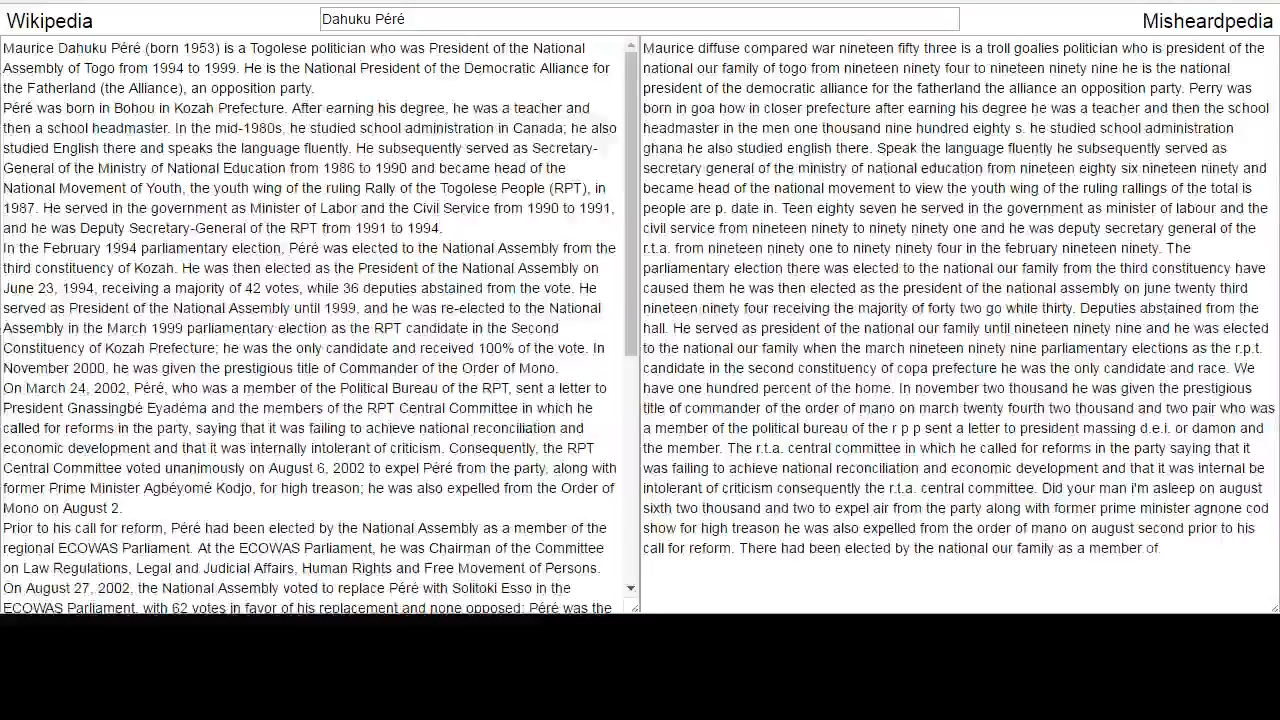 Wikipedia
Dahuku Péré
Misheardpedia
Maurice Dahuku Péré (born 1953) is a Togolese politician who was President of the National
Assembly of Togo from 1994 to 1999. He is the National President of the Democratic Alliance for
the Fatherland (the Alliance), an opposition party.
Péré was born in Bohou in Kozah Prefecture. After earning his degree, he was a teacher and
then a school headmaster. In the mid-1980s, he studied school administration in Canada; he also
studied English there and speaks the language fluently. He subsequently served as Secretary-
General of the Ministry of National Education from 1986 to 1990 and became head of the
National Movement of Youth, the youth wing of the ruling Rally of the Togolese People (RPT), in
1987. He served in the government as Minister of Labor and the Civil Service from 1990 to 1991,
and he was Deputy Secretary-General of the RPT from 1991 to 1994.
In the February 1994 parliamentary election, Péré was elected to the National Assembly from the
third constituency of Kozah. He was then elected as the President of the National Assembly on
June 23, 1994, receiving a majority of 42 votes, while 36 deputies abstained from the vote. He
served as President of the National Assembly until 1999, and he was re-elected to the National
Assembly in the March 1999 parliamentary election as the RPT candidate in the Second
Constituency of Kozah Prefecture; he was the only candidate and received 100% of the vote. In
November 2000, he was given the prestigious title of Commander of the Order of Mono.
On March 24, 2002, Péré, who was a member of the Political Bureau of the RPT, sent a letter to
President Gnassingbé Eyadéma and the members of the RPT Central Committee in which he
called for reforms in the party, saying that it was failing to achieve national reconciliation and
economic development and that it was internally intolerant of criticism. Consequently, the RPT
Central Committee voted unanimously on August 6, 2002 to expel Péré from the party, along with
former Prime Minister Agbéyomé Kodjo, for high treason; he was also expelled from the Order of
Mono on August 2.
Prior to his call for reform, Péré had been elected by the National Assembly as a member of the
regional ECOWAS Parliament. At the ECOWAS Parliament, he was Chairman of the Committee
on Law Regulations, Legal and Judicial Affairs, Human Rights and Free Movement of Persons.
On August 27, 2002, the National Assembly voted to replace Péré with Solitoki Esso in the
ECOWAS Parliament, with 62 votes in favor of his replacement and none opposed; Péré was the
Maurice diffuse compared war nineteen fifty three is a troll goalies politician who is president of the
national our family of togo from nineteen ninety four to nineteen ninety nine he is the national
president of the democratic alliance for the fatherland the alliance an opposition party. Perry was
born in goa how in closer prefecture after earning his degree he was a teacher and then the school
headmaster in the men one thousand nine hundred eighty s. he studied school administration
ghana he also studied english there. Speak the language fluently he subsequently served as
secretary general of the ministry of national education from nineteen eighty six nineteen ninety and
became head of the national movement to view the youth wing of the ruling rallings of the total is
people are p. date in. Teen eighty seven he served in the government as minister of labour and the
civil service from nineteen ninety to ninety ninety one and he was deputy secretary general of the
r.t.a. from nineteen ninety one to ninety ninety four in the february nineteen ninety. The
parliamentary election there was elected to the national our family from the third constituency have
caused them he was then elected as the president of the national assembly on june twenty third
nineteen ninety four receiving the majority of forty two go while thirty. Deputies abstained from the
hall. He served as president of the national our family until nineteen ninety nine and he was elected
to the national our family when the march nineteen ninety nine parliamentary elections as the r.p.t.
candidate in the second constituency of copa prefecture he was the only candidate and race. We
have one hundred percent of the home. In november two thousand he was given the prestigious
title of commander of the order of mano on march twenty fourth two thousand and two pair who was
a member of the political bureau of the r p p sent a letter to president massing d.e.i. or damon and
the member. The r.t.a. central committee in which he called for reforms in the party saying that it
was failing to achieve national reconciliation and economic development and that it was internal be
intolerant of criticism consequently the r.t.a. central committee. Did your man i'm asleep on august
sixth two thousand and two to expel air from the party along with former prime minister agnone cod
show for high treason he was also expelled from the order of mano on august second prior to his
call for reform. There had been elected by the national our family as a member of.